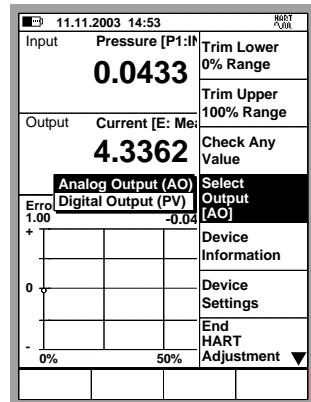 11.11.2003 14:53
HART
Input Pressure [P1:IN
0.0433
Output Current [E: Mea
4.3362
Analog Output (AO)
Digital Output (PV)
Erro
1.00 -0.04
+
0
-
0% 50%
Trim Lower
0% Range
Trim Upper
100% Range
Check Any
Value
Select
Output
[AO]
Device
Information
Device
Settings
End
HART
Adjustment